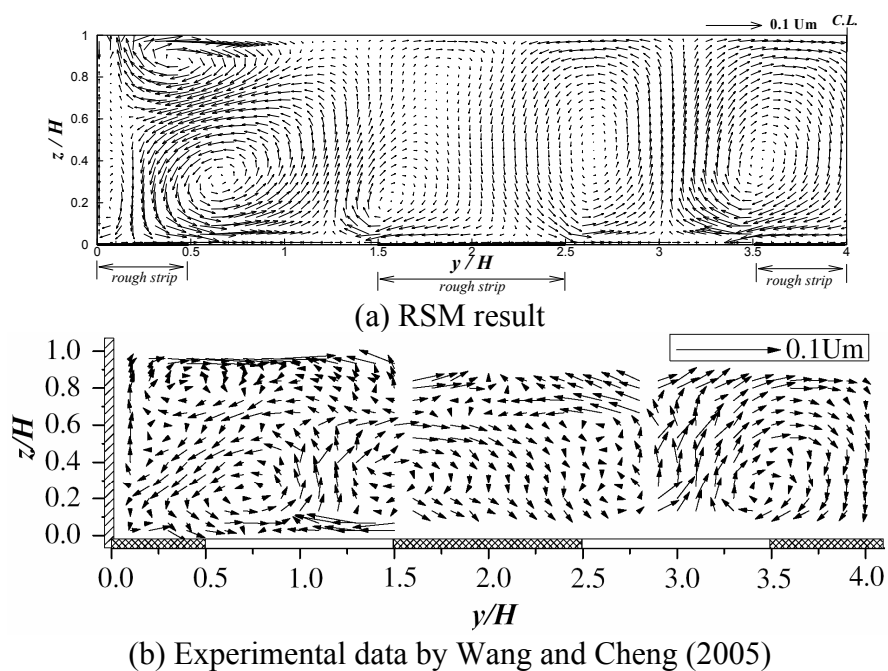 0.1 Um C.L.
1
0.8
0.6
0.4
0.2
0
z / H
0 0.5 1 1.5 2 2.5 3 3.5 4
y / H
rough strip rough strip rough strip
(a) RSM result
0.1Um
1.0
0.8
0.6
0.4
0.2
0.0
z/H
0.0 0.5 1.0 1.5 2.0 2.5 3.0 3.5 4.0
y/H
(b) Experimental data by Wang and Cheng (2005)